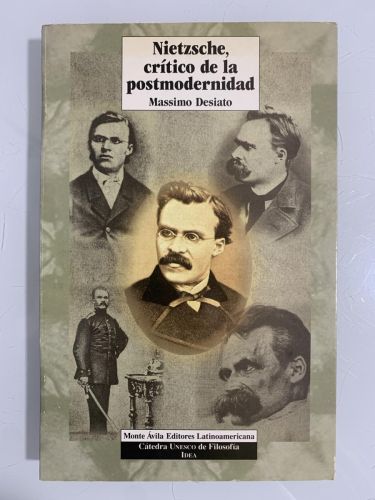 Nietzsche,
crítico de la
postmodernidad
Massimo Desiato
Monte Ávila Editores Latinoamericana
Cátedra UNESCO de Filosofía
IDEA